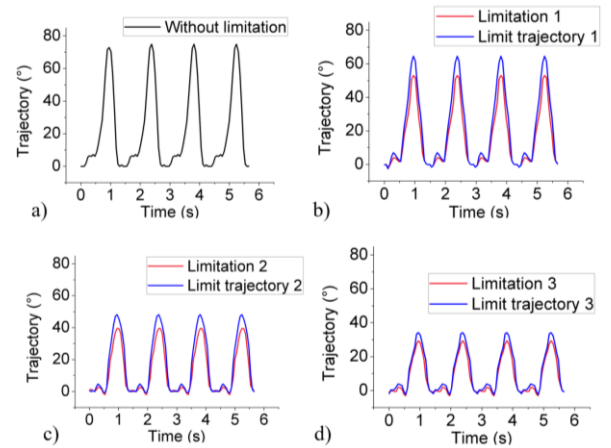 Without limitation
Trajectory (°)
80
60
40
20
0
0 1 2 3 4 5 6
Time (s)
a)
Limitation 1
Limit trajectory 1
Trajectory (°)
80
60
40
20
0
0 1 2 3 4 5 6
Time (s)
b)
Limitation 2
Limit trajectory 2
Trajectory (°)
80
60
40
20
0
0 1 2 3 4 5 6
Time (s)
c)
Limitation 3
Limit trajectory 3
Trajectory (°)
80
60
40
20
0
0 1 2 3 4 5 6
Time (s)
d)